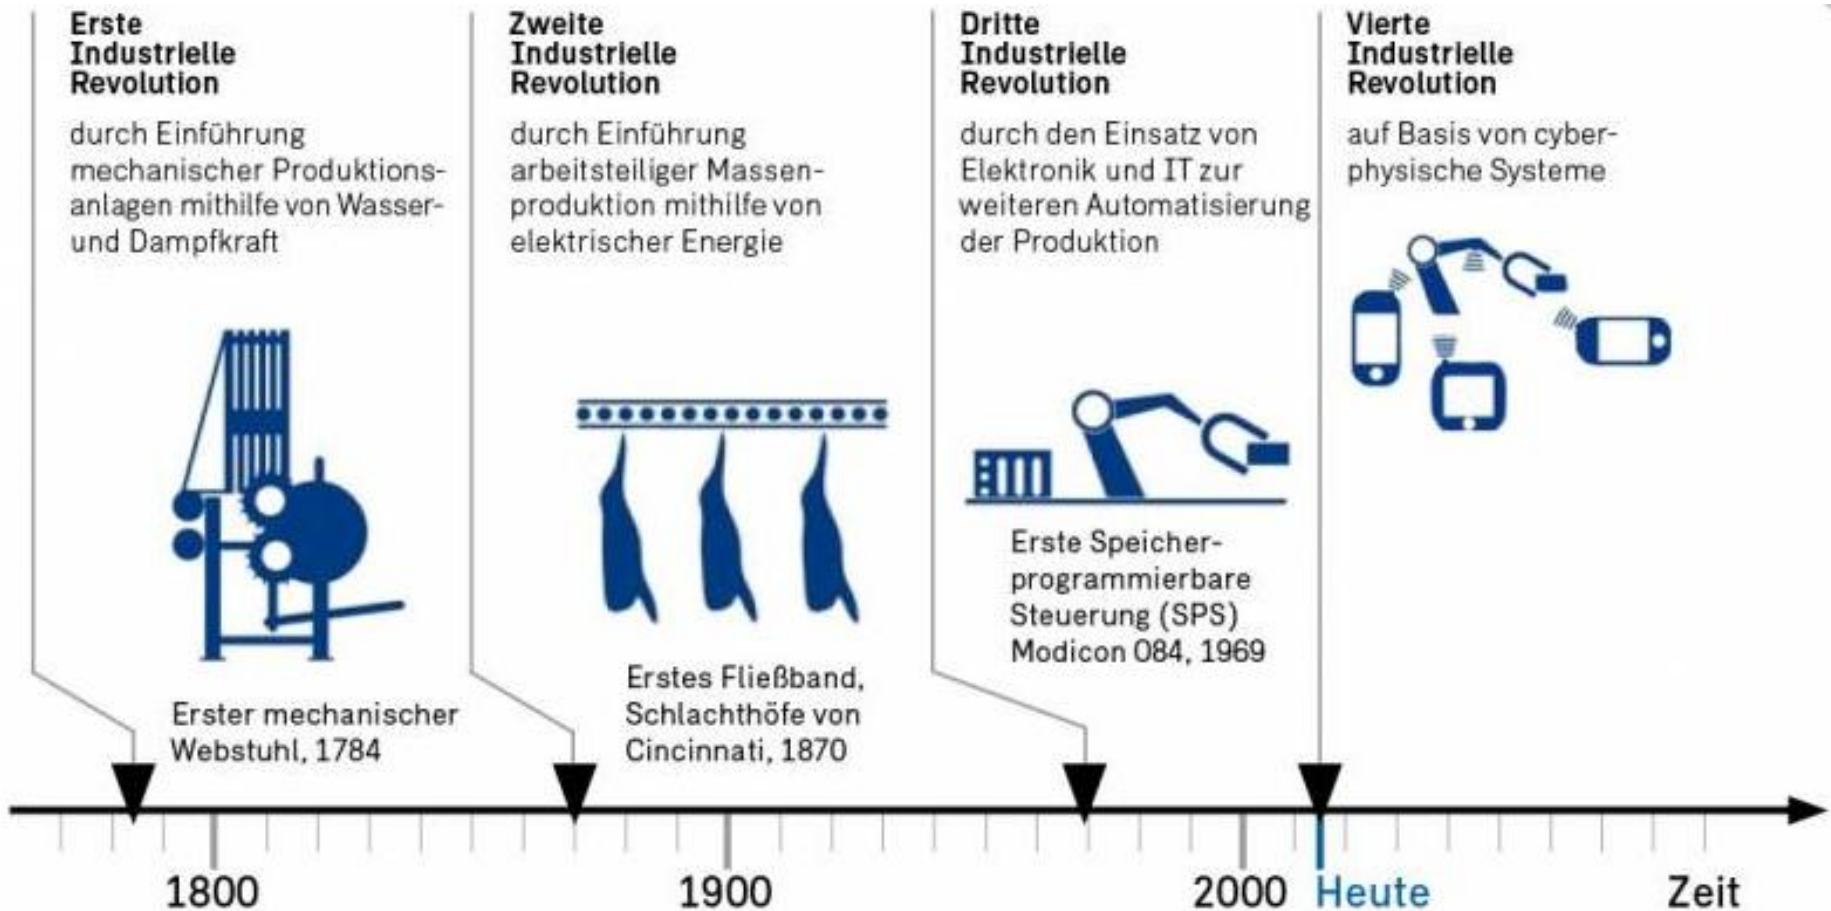 Erste
Industrielle
Revolution
durch Einführung
mechanischer Produktions-
anlagen mithilfe von Wasser-
und Dampfkraft
Erster mechanischer
Webstuhl, 1784
Zweite
Industrielle
Revolution
durch Einführung
arbeitsteiliger Massen-
produktion mithilfe von
elektrischer Energie
Erstes Fließband,
Schlachthöfe von
Cincinnati, 1870
Dritte
Industrielle
Revolution
durch den Einsatz von
Elektronik und IT zur
weiteren Automatisierung
der Produktion
Erste Speicher-
programmierbare
Steuerung (SPS)
Modicon 084, 1969
Vierte
Industrielle
Revolution
auf Basis von cyber-
physische Systeme
1800
1900
2000
Heute
Zeit